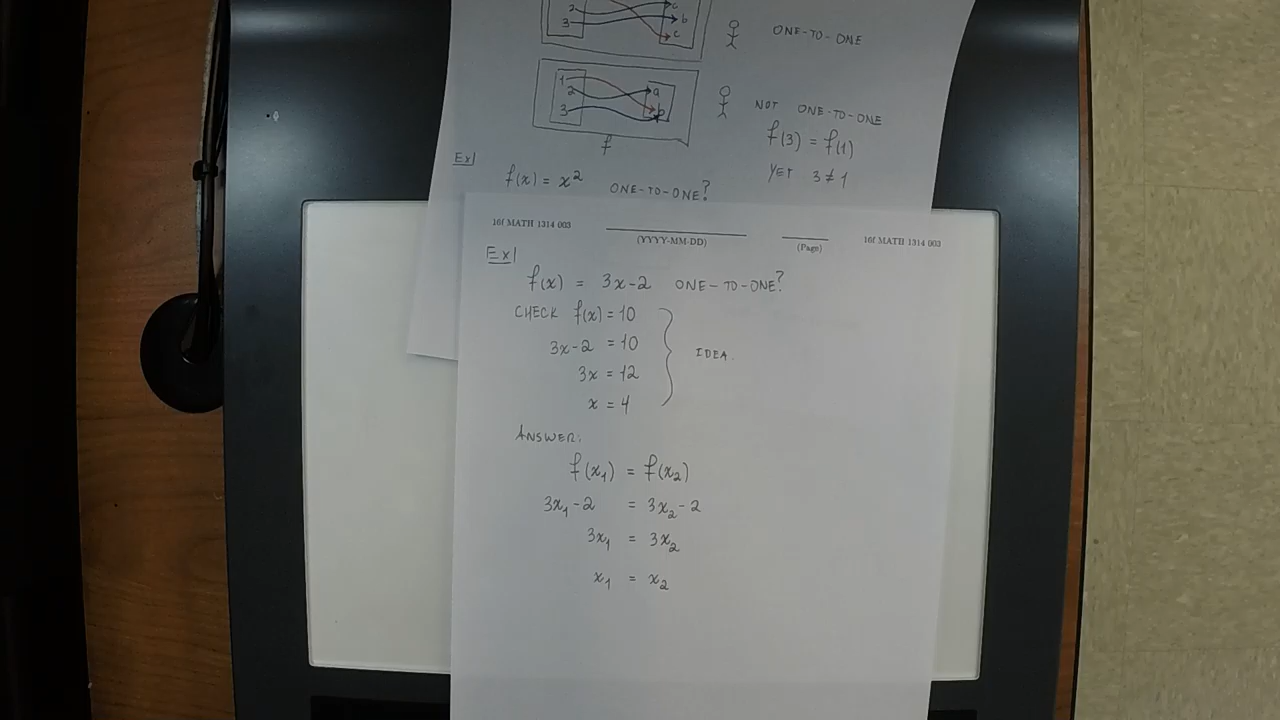 2 c
3 b
c
ONE-TO-ONE
1
2 a
3 b
f
NOT ONE-TO-ONE
f(3) = f(1)
YET 3 ≠ 1
Ex|
f(x) = x² ONE-TO-ONE?
16f MATH 1314 003 (YYYY-MM-DD) (Page) 16f MATH 1314 003
Ex|
f(x) = 3x-2 ONE-TO-ONE?
CHECK f(x) = 10
3x-2 = 10
3x = 12
x = 4
IDEA.
ANSWER:
f(x₁) = f(x₂)
3x₁-2 = 3x₂-2
3x₁ = 3x₂
x₁ = x₂